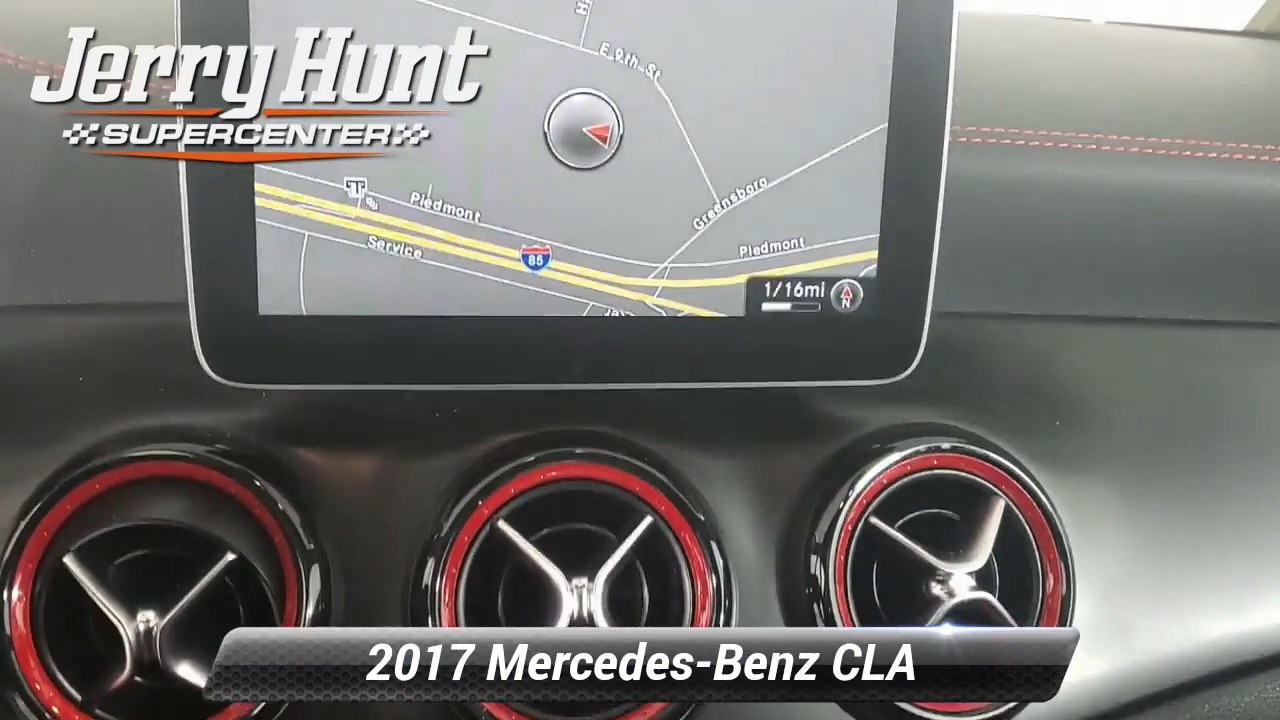 Jerry Hunt
SUPERCENTER
E 9th St
Piedmont
Greensboro
Service
85
Piedmont
1/16mi
N
2017 Mercedes-Benz CLA